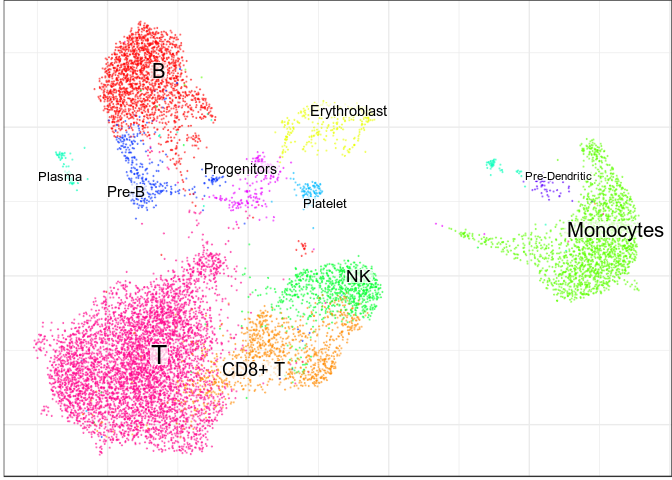 B
Erythroblast
Progenitors
Plasma
Pre-Dendritic
Pre-B
Platelet
Monocytes
NK
T
CD8+ T